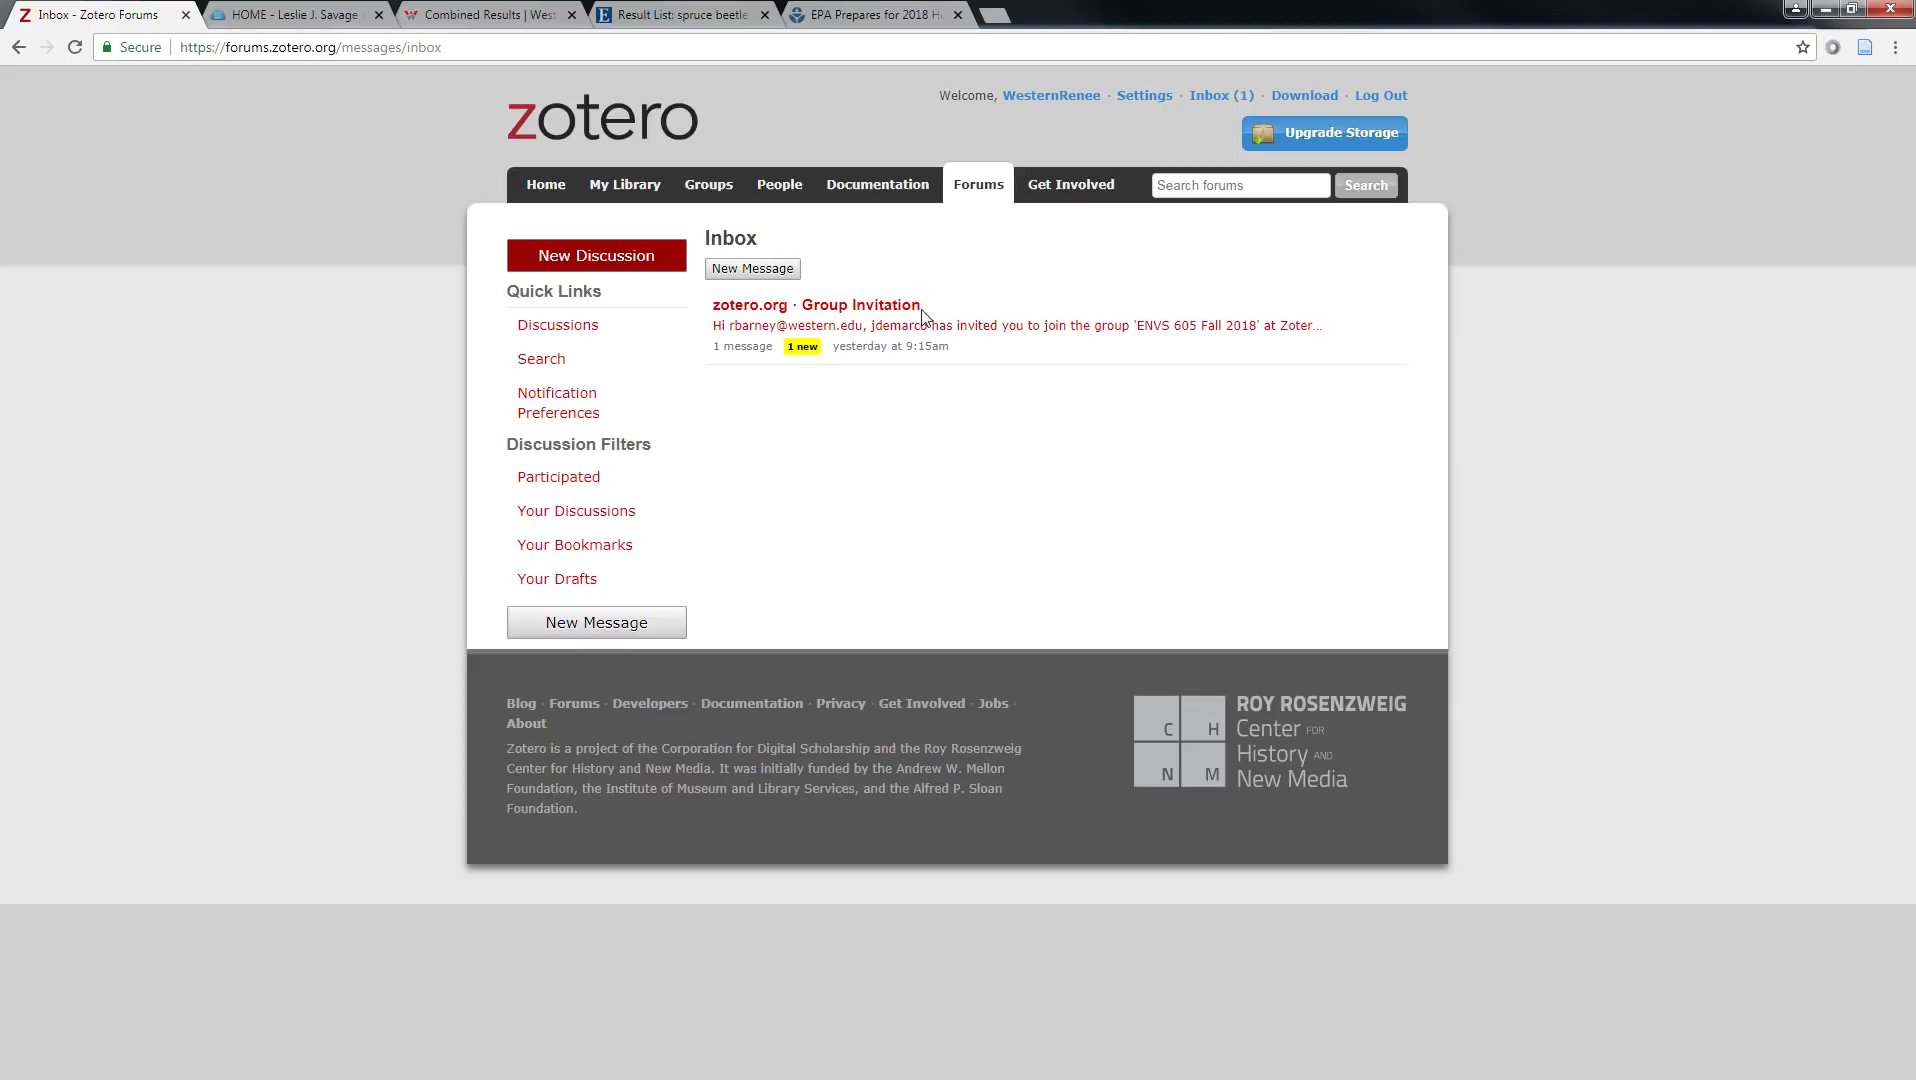 Inbox - Zotero Forums
HOME - Leslie J. Savage
Combined Results | Wes
Result List: spruce beetle
EPA Prepares for 2018 H
Secure
https://forums.zotero.org/messages/inbox
zotero
Welcome, WesternRenee · Settings · Inbox (1) · Download · Log Out
Upgrade Storage
Home
My Library
Groups
People
Documentation
Forums
Get Involved
Search forums
Search
New Discussion
Quick Links
Discussions
Search
Notification
Preferences
Discussion Filters
Participated
Your Discussions
Your Bookmarks
Your Drafts
New Message
Inbox
New Message
zotero.org · Group Invitation
Hi rbarney@western.edu, jdemarco has invited you to join the group 'ENVS 605 Fall 2018' at Zoter...
1 message 1 new yesterday at 9:15am
Blog · Forums · Developers · Documentation · Privacy · Get Involved · Jobs ·
About
Zotero is a project of the Corporation for Digital Scholarship and the Roy Rosenzweig
Center for History and New Media. It was initially funded by the Andrew W. Mellon
Foundation, the Institute of Museum and Library Services, and the Alfred P. Sloan
Foundation.
C H
N M
ROY ROSENZWEIG
Center FOR
History AND
New Media